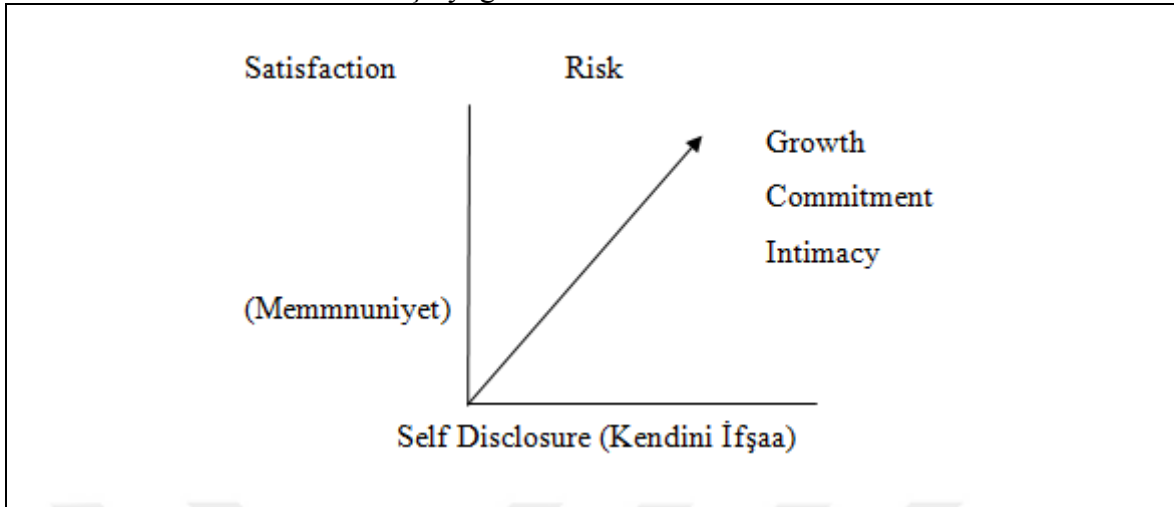 Satisfaction Risk
Growth
Commitment
Intimacy
(Memmnuniyet)
Self Disclosure (Kendini İfşaa)